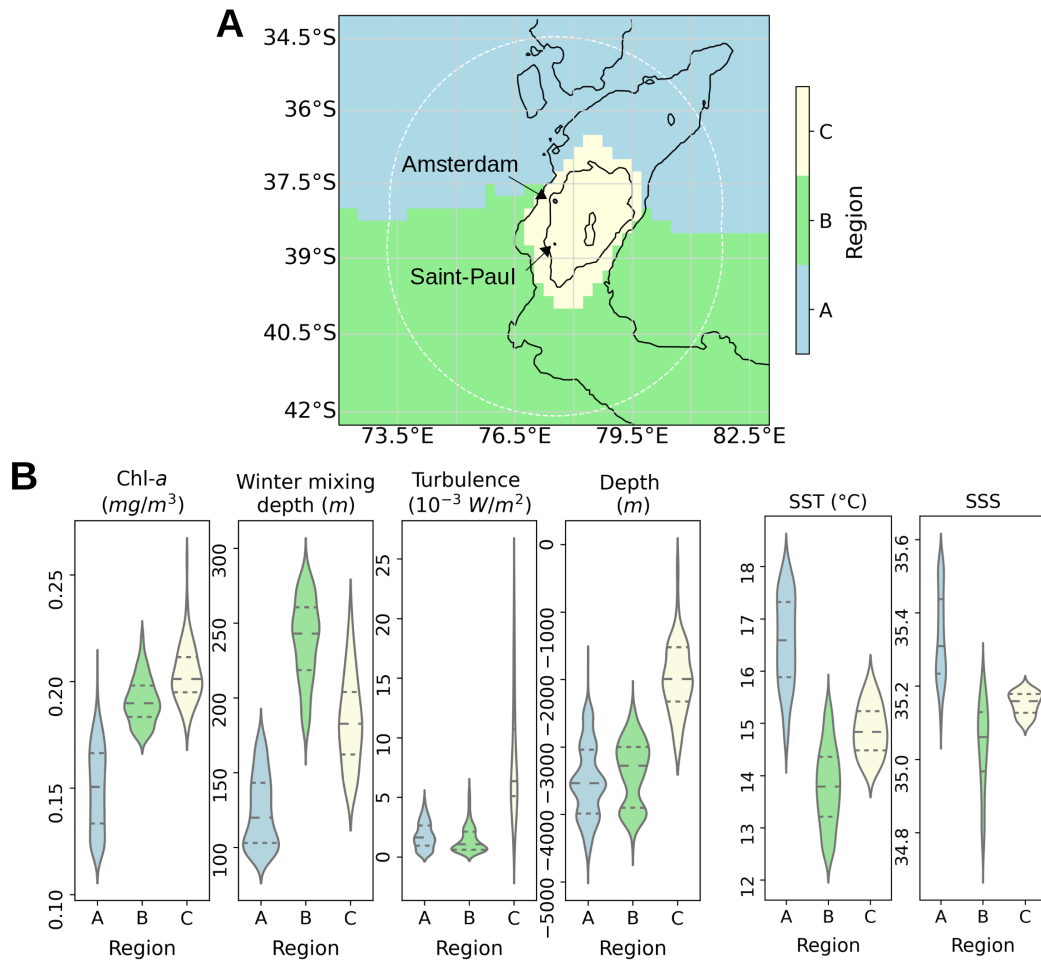 A
34.5°S
36°S
37.5°S
39°S
40.5°S
42°S
73.5°E
76.5°E
79.5°E
82.5°E
Amsterdam
Saint-Paul
C
B
A
Region
B
Chl-a
(mg/m³)
0.25
0.20
0.15
0.10
A B C
Region
Winter mixing
depth (m)
300
250
200
150
100
A B C
Region
Turbulence
(10⁻³ W/m²)
25
20
15
10
5
0
A B C
Region
Depth
(m)
0
−1000
−2000
−3000
−4000
−5000
A B C
Region
SST (°C)
18
17
16
15
14
13
12
A B C
Region
SSS
35.6
35.4
35.2
35.0
34.8
A B C
Region